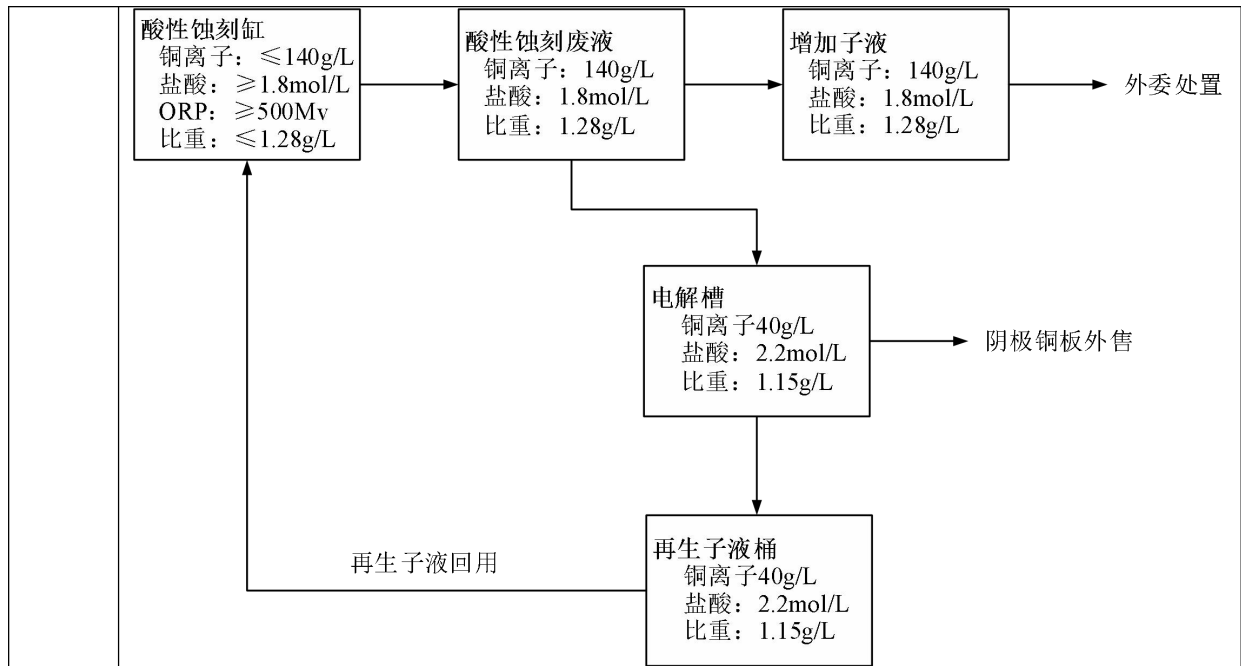 酸性蚀刻缸
铜离子：≤140g/L
盐酸：≥1.8mol/L
ORP：≥500Mv
比重：≤1.28g/L
酸性蚀刻废液
铜离子：140g/L
盐酸：1.8mol/L
比重：1.28g/L
增加子液
铜离子：140g/L
盐酸：1.8mol/L
比重：1.28g/L
外委处置
电解槽
铜离子40g/L
盐酸：2.2mol/L
比重：1.15g/L
阴极铜板外售
再生子液桶
铜离子40g/L
盐酸：2.2mol/L
比重：1.15g/L
再生子液回用